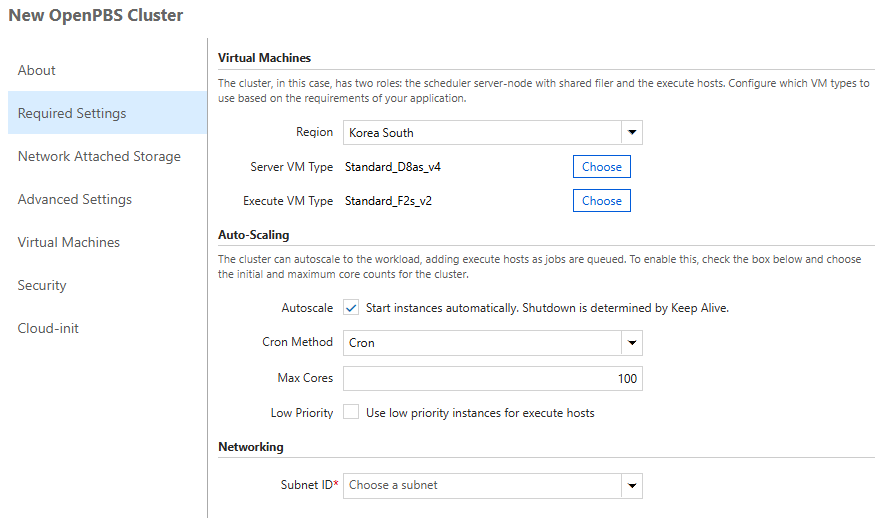 New OpenPBS Cluster
About
Required Settings
Network Attached Storage
Advanced Settings
Virtual Machines
Security
Cloud-init
Virtual Machines
The cluster, in this case, has two roles: the scheduler server-node with shared filer and the execute hosts. Configure which VM types to
use based on the requirements of your application.
Region Korea South
Server VM Type Standard_D8as_v4 Choose
Execute VM Type Standard_F2s_v2 Choose
Auto-Scaling
The cluster can autoscale to the workload, adding execute hosts as jobs are queued. To enable this, check the box below and choose
the initial and maximum core counts for the cluster.
Autoscale Start instances automatically. Shutdown is determined by Keep Alive.
Cron Method Cron
Max Cores 100
Low Priority Use low priority instances for execute hosts
Networking
Subnet ID* Choose a subnet